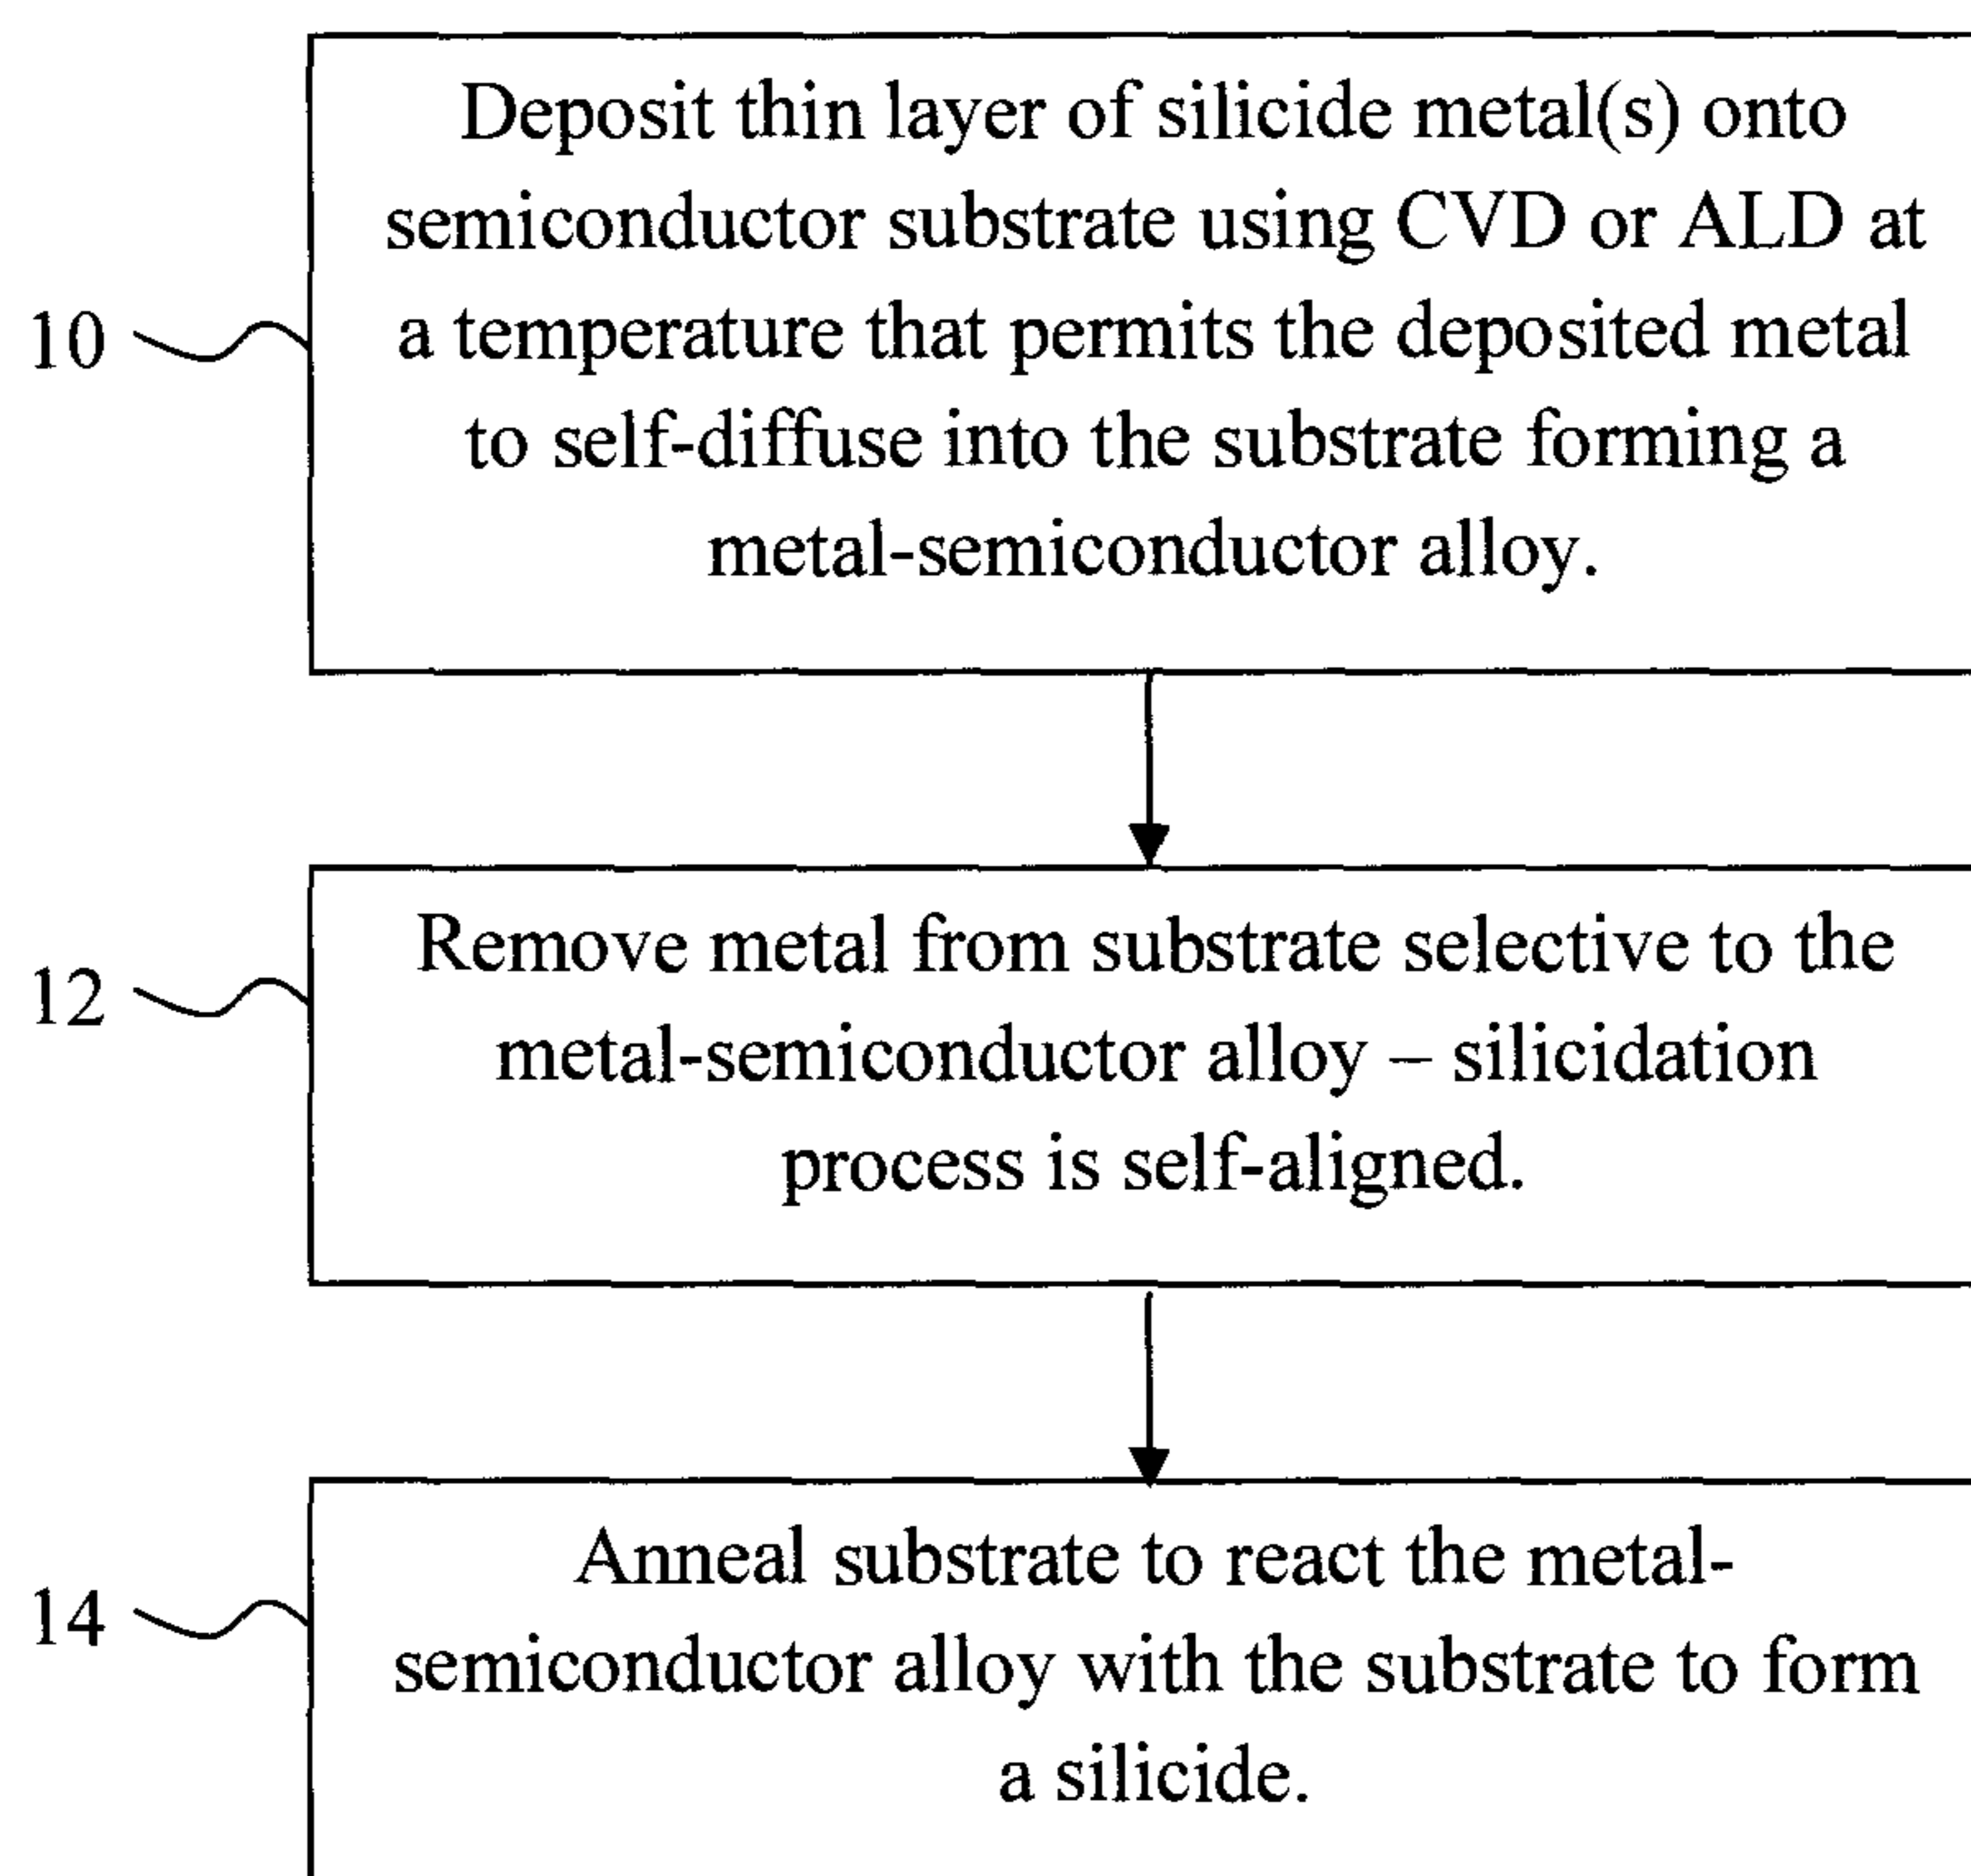 Deposit thin layer of silicide metal(s) onto
semiconductor substrate using CVD or ALD at
10 a temperature that permits the deposited metal
to self-diffuse into the substrate forming a
metal-semiconductor alloy.
Remove metal from substrate selective to the
12 metal-semiconductor alloy – silicidation
process is self-aligned.
Anneal substrate to react the metal-
14 semiconductor alloy with the substrate to form
a silicide.